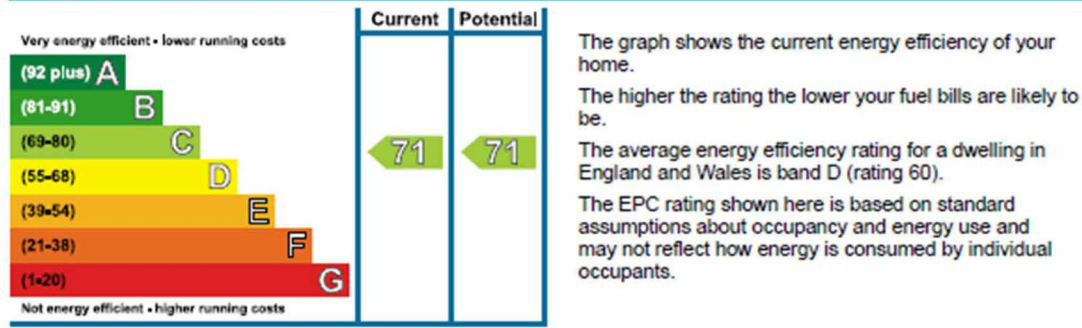 Current Potential
Very energy efficient - lower running costs
(92 plus) A
(81-91) B
(69-80) C
(55-68) D
(39-54) E
(21-38) F
(1-20) G
Not energy efficient - higher running costs
71 71
The graph shows the current energy efficiency of your
home.
The higher the rating the lower your fuel bills are likely to
be.
The average energy efficiency rating for a dwelling in
England and Wales is band D (rating 60).
The EPC rating shown here is based on standard
assumptions about occupancy and energy use and
may not reflect how energy is consumed by individual
occupants.